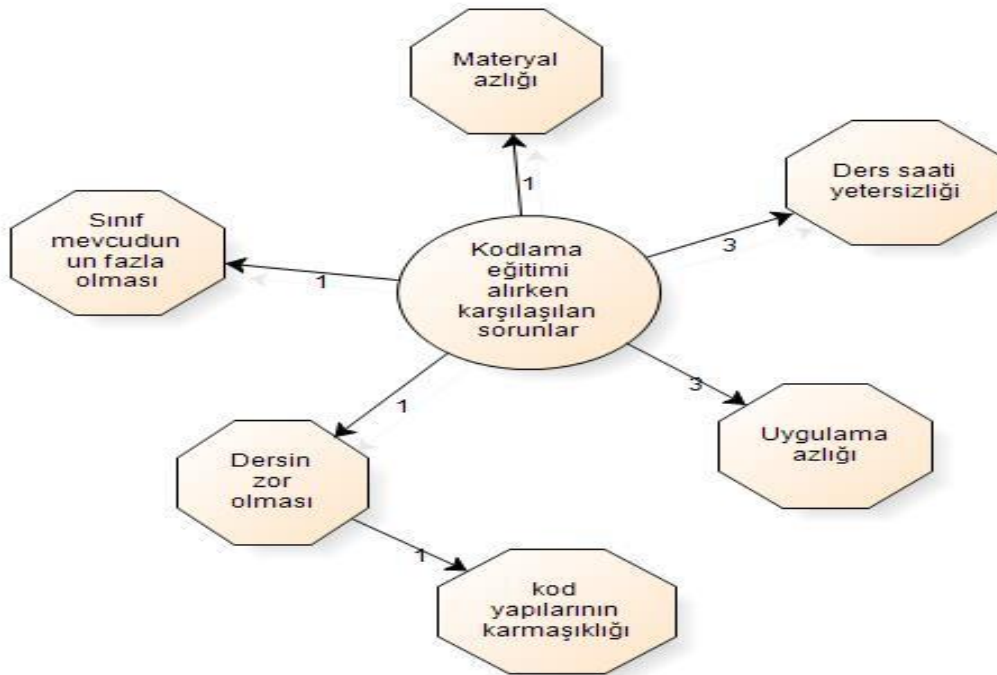 Materyal
azlığı
1
Ders saati
yetersizliği
3
Sınıf
mevcudun
un fazla
olması
1
Kodlama
eğitimi
alırken
karşılaşılan
sorunlar
3
Uygulama
azlığı
1
Dersin
zor
olması
1
kod
yapılarının
karmaşıklığı